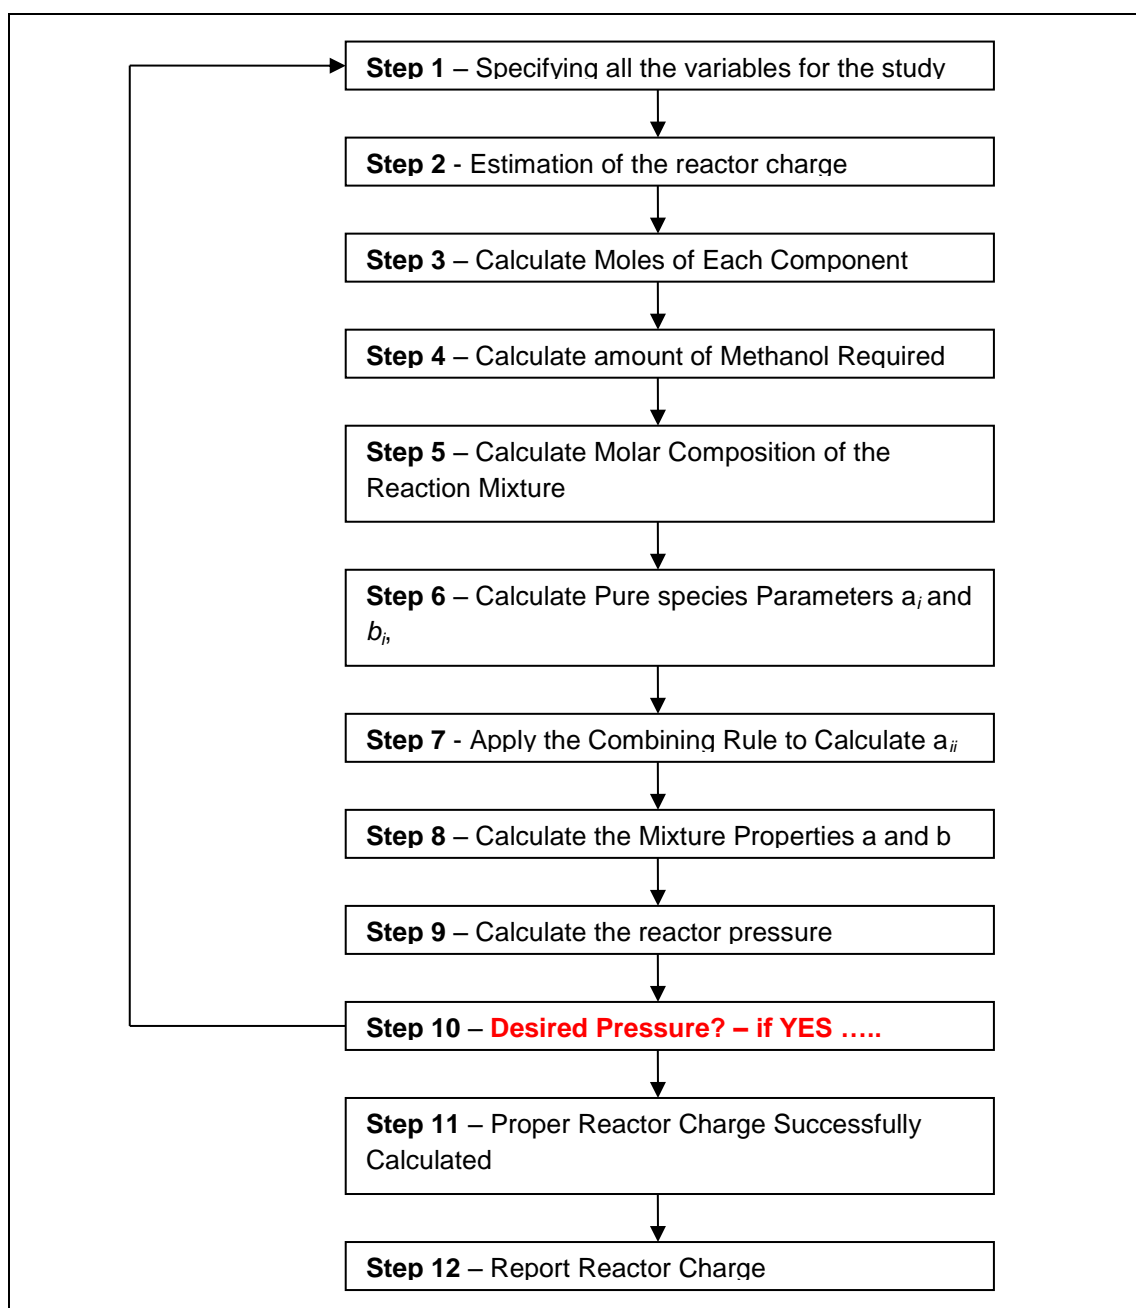 Step 1 – Specifying all the variables for the study
Step 2 - Estimation of the reactor charge
Step 3 – Calculate Moles of Each Component
Step 4 – Calculate amount of Methanol Required
Step 5 – Calculate Molar Composition of the
Reaction Mixture
Step 6 – Calculate Pure species Parameters aᵢ and
bᵢ,
Step 7 - Apply the Combining Rule to Calculate aᵢⱼ
Step 8 – Calculate the Mixture Properties a and b
Step 9 – Calculate the reactor pressure
Step 10 – Desired Pressure? – if YES …..
Step 11 – Proper Reactor Charge Successfully
Calculated
Step 12 – Report Reactor Charge